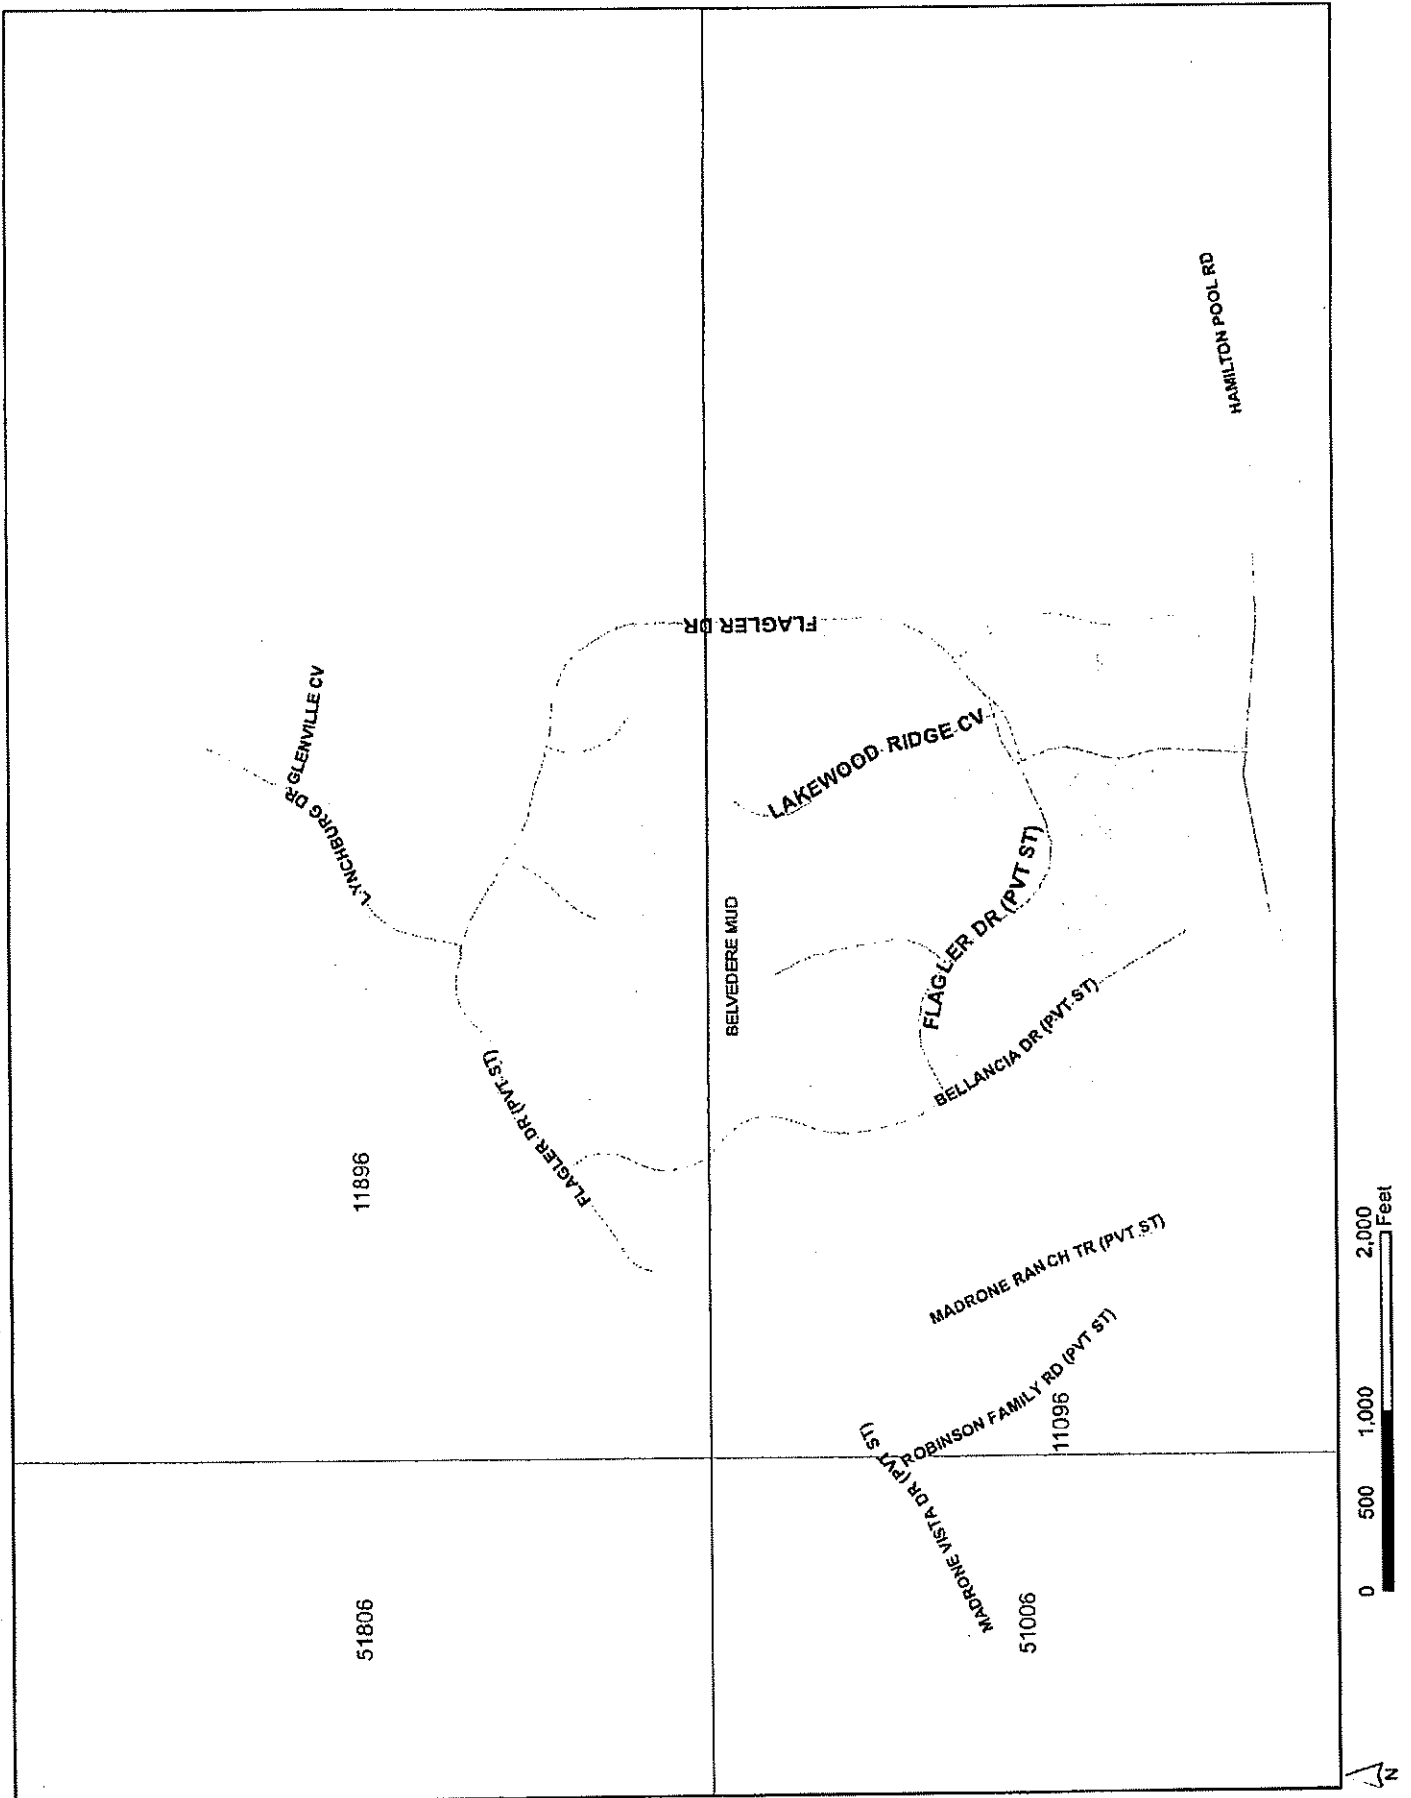 51806
11896
GLENVILLE CV
LYNCHBURG DR
FLAGLER DR (PVT ST)
FLAGLER DR
BELVEDERE MUD
LAKEWOOD RIDGE CV
FLAGLER DR (PVT ST)
BELLANCIA DR (PVT ST)
MADRONE RANCH TR (PVT ST)
ROBINSON FAMILY RD (PVT ST)
MADRONE VISTA DR (PVT ST)
HAMILTON POOL RD
51006
11096
0 500 1,000 2,000
Feet
N